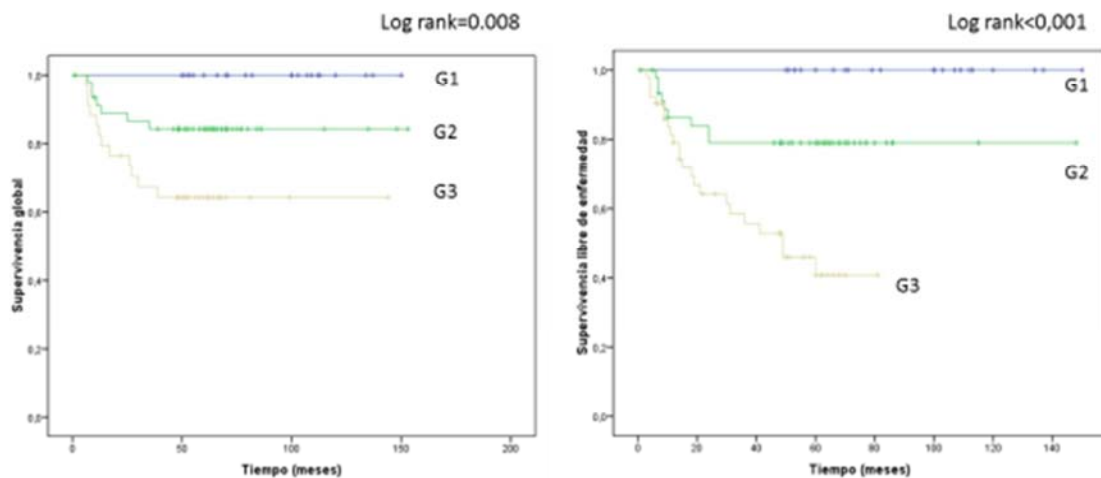 Log rank=0.008
Log rank<0,001
Supervivencia global
1,0
0,8
0,6
0,4
0,2
0,0
G1
G2
G3
0 50 100 150 200
Tiempo (meses)
Supervivencia libre de enfermedad
1,0
0,8
0,6
0,4
0,2
0,0
G1
G2
G3
0 20 40 60 80 100 120 140
Tiempo (meses)